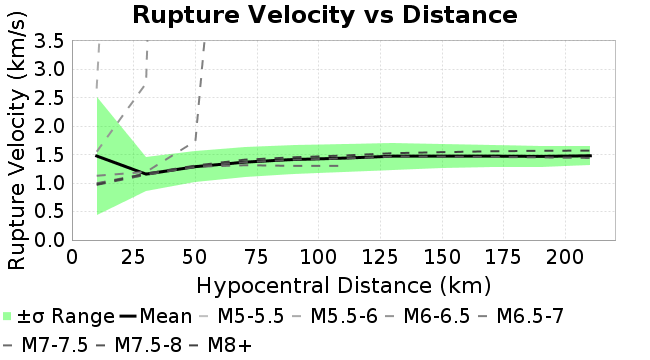 Rupture Velocity vs Distance
Rupture Velocity (km/s)
3.5
3.0
2.5
2.0
1.5
1.0
0.5
0.0
0 25 50 75 100 125 150 175 200
Hypocentral Distance (km)
±σ Range Mean M5-5.5 M5.5-6 M6-6.5 M6.5-7
M7-7.5 M7.5-8 M8+